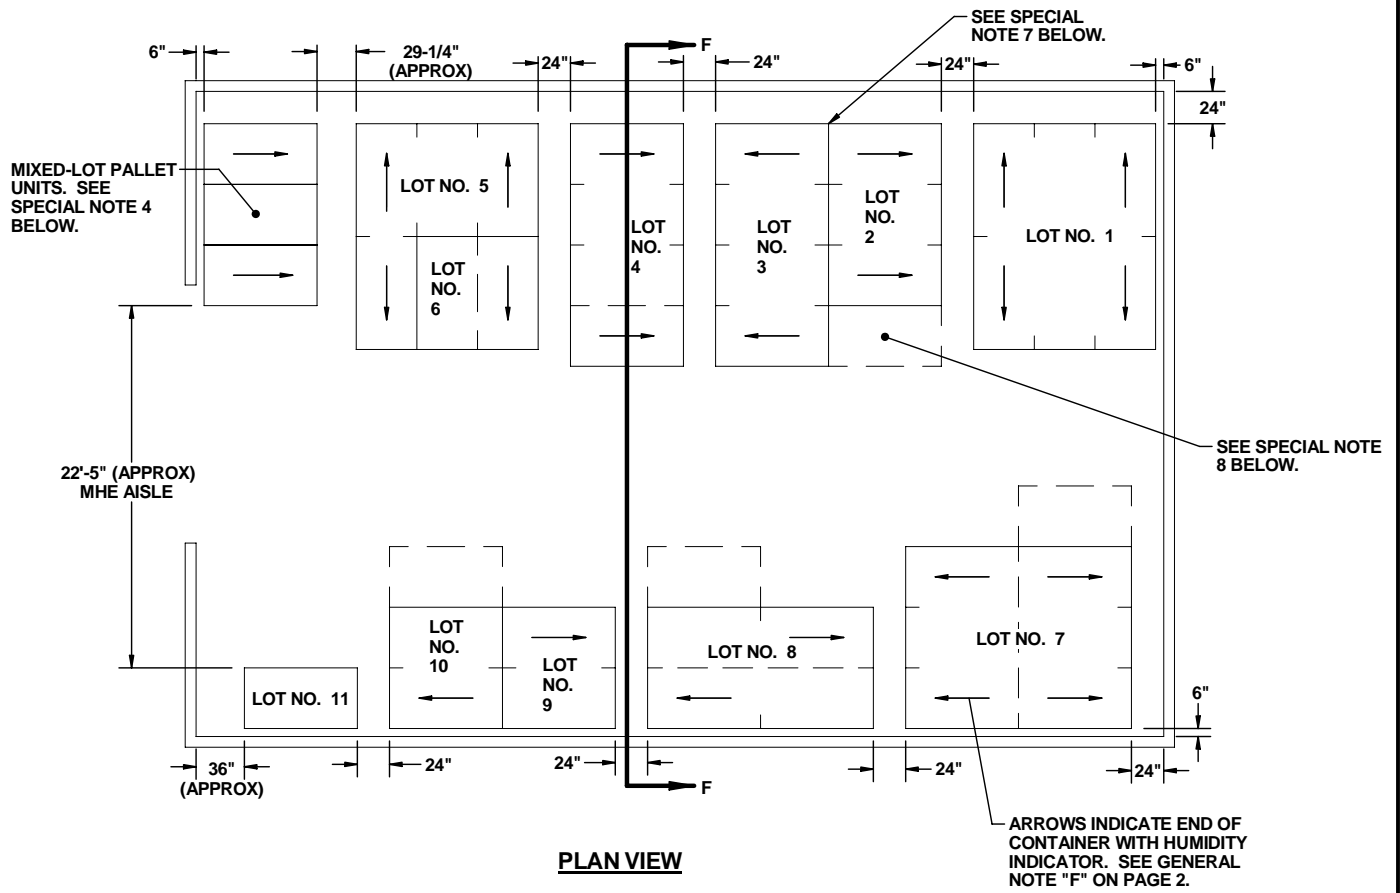 SEE SPECIAL
NOTE 7 BELOW.
6"
29-1/4"
(APPROX)
24"
F
24"
24"
6"
24"
MIXED-LOT PALLET
UNITS. SEE
SPECIAL NOTE 4
BELOW.
LOT NO. 5
LOT
NO.
6
LOT
NO.
4
LOT
NO.
3
LOT
NO.
2
LOT NO. 1
SEE SPECIAL NOTE
8 BELOW.
22'-5" (APPROX)
MHE AISLE
LOT NO. 11
LOT
NO.
10
LOT
NO.
9
LOT NO. 8
LOT NO. 7
6"
36"
(APPROX)
24"
24"
F
24"
24"
ARROWS INDICATE END OF
CONTAINER WITH HUMIDITY
INDICATOR. SEE GENERAL
NOTE "F" ON PAGE 2.
PLAN VIEW